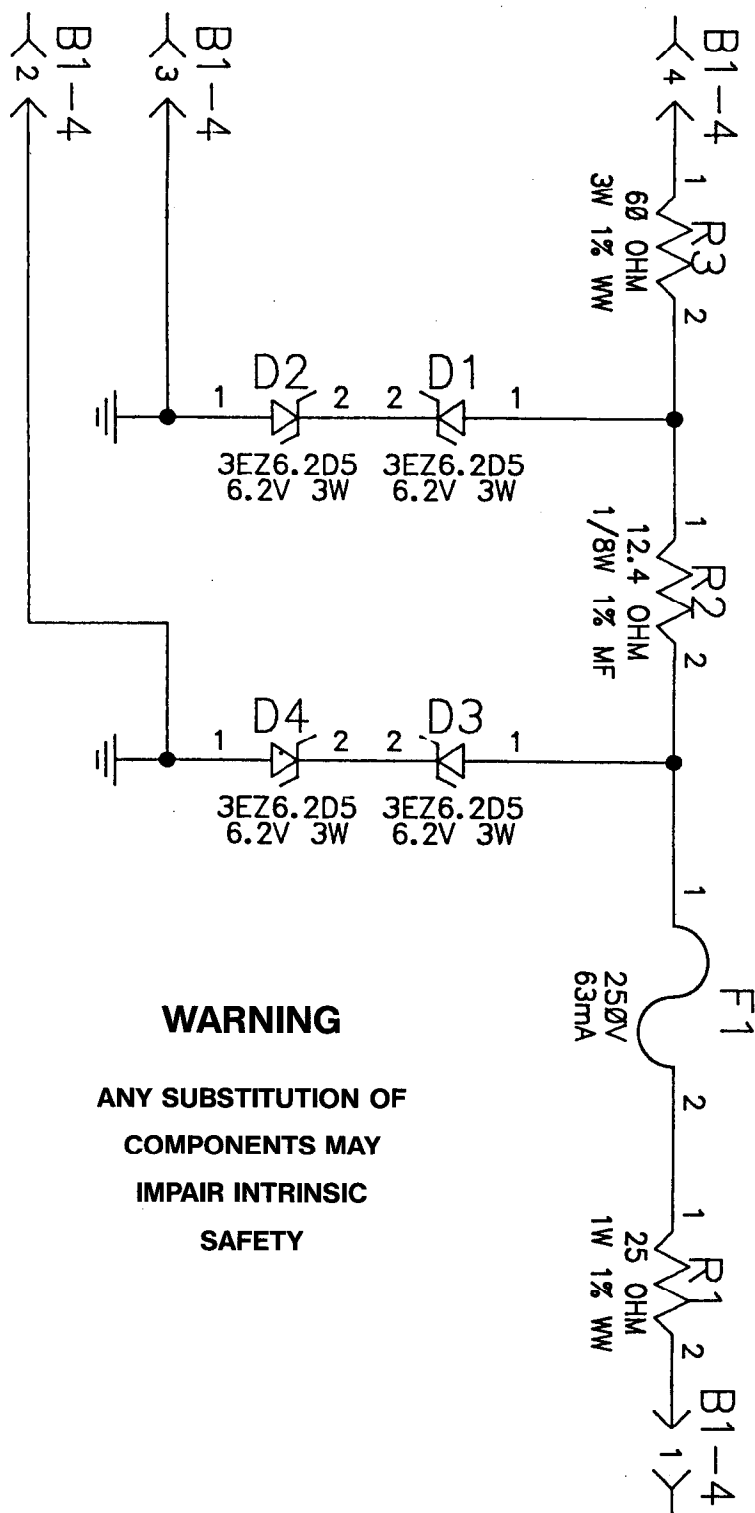 B1-4
2
B1-4
3
B1-4
4
1
R3
60 OHM
3W 1% WW
2
D2
D1
1
2
2
1
3EZ6.2D5
6.2V 3W
3EZ6.2D5
6.2V 3W
1
R2
12.4 OHM
1/8W 1% MF
2
D4
D3
1
2
2
1
3EZ6.2D5
6.2V 3W
3EZ6.2D5
6.2V 3W
1
F1
250V
63mA
2
WARNING
ANY SUBSTITUTION OF
COMPONENTS MAY
IMPAIR INTRINSIC
SAFETY
1
R1
25 OHM
1W 1% WW
2
B1-4
1